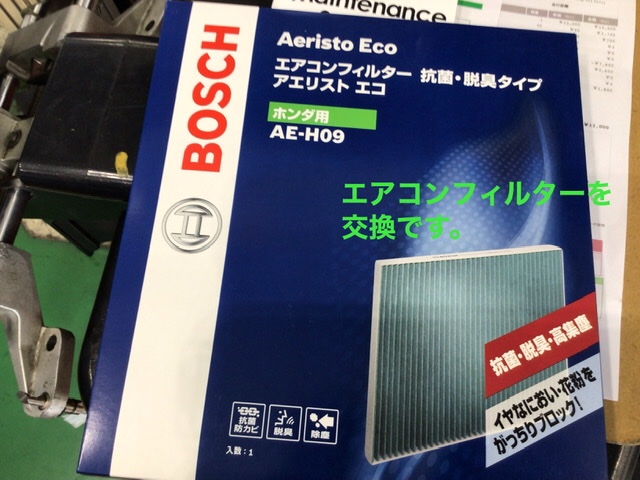 Maintenance
Aeristo Eco
エアコンフィルター 抗菌・脱臭タイプ
アエリスト エコ
ホンダ用
AE-H09
BOSCH
エアコンフィルターを
交換です。
抗菌・脱臭・高集塵
イヤなにおい・花粉を
がっちりブロック!
抗菌
防カビ
脱臭
除塵
入数:1